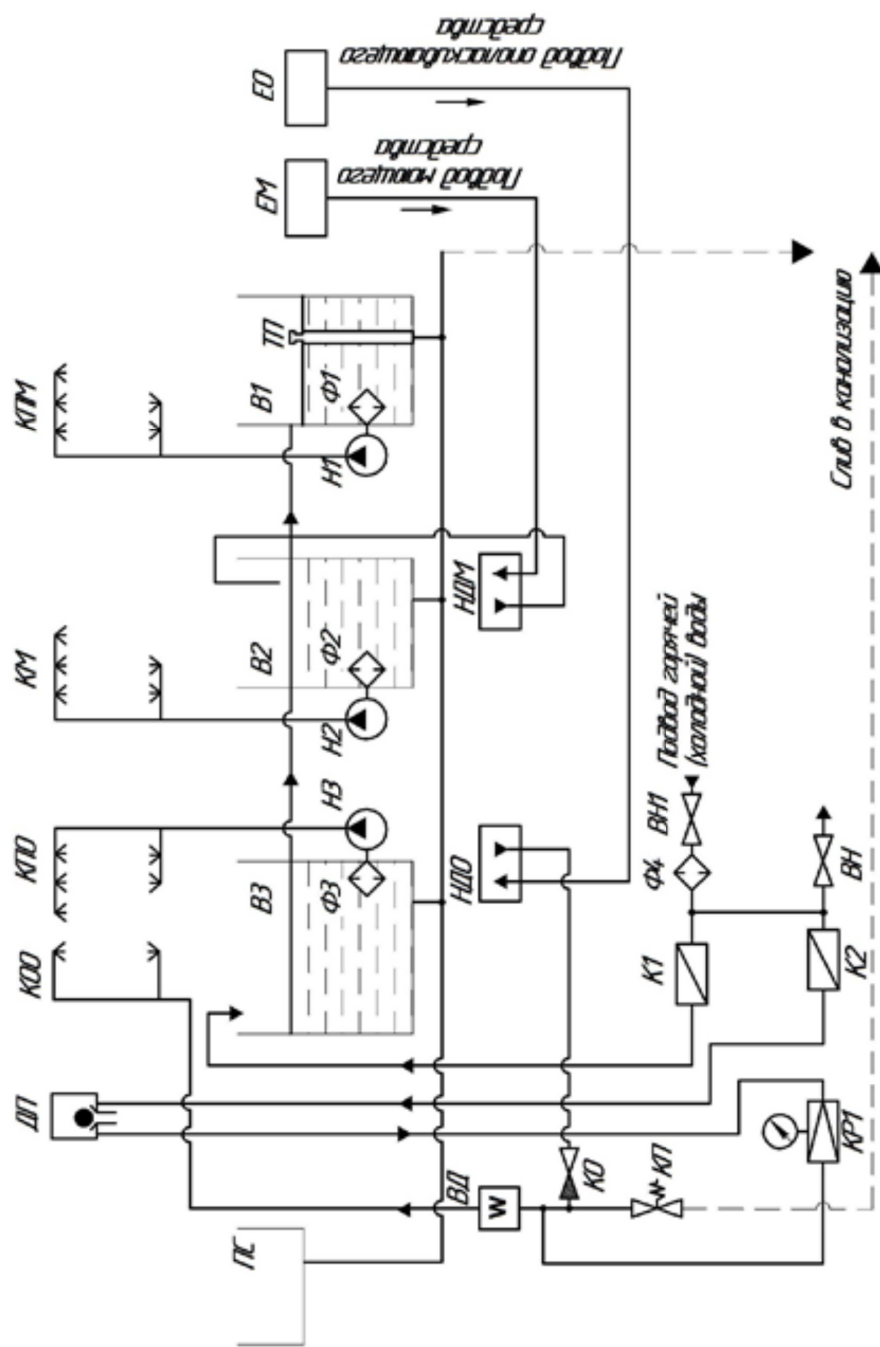 ДП
КОО
КПО
КМ
КПМ
ПС
В3
В2
В1
ТП
ЕМ
ЕО
Ф3
Н3
Н2
Ф2
Н1
Ф1
Подвод моющего
средства
Подвод ополаскивающего
средства
ВД
W
НДО
НДМ
КО
КП
К1
Ф4
ВН1
Подвод горячей
(холодной) воды
КР1
К2
ВН
Слив в канализацию